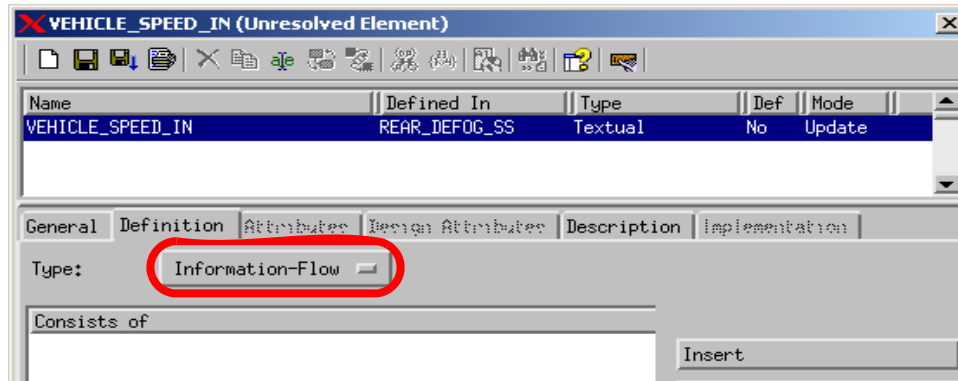 VEHICLE_SPEED_IN (Unresolved Element)
Name Defined In Type Def Mode
VEHICLE_SPEED_IN REAR_DEFOG_SS Textual No Update
General Definition Attributes Design Attributes Description Implementation
Type: Information-Flow
Consists of
Insert